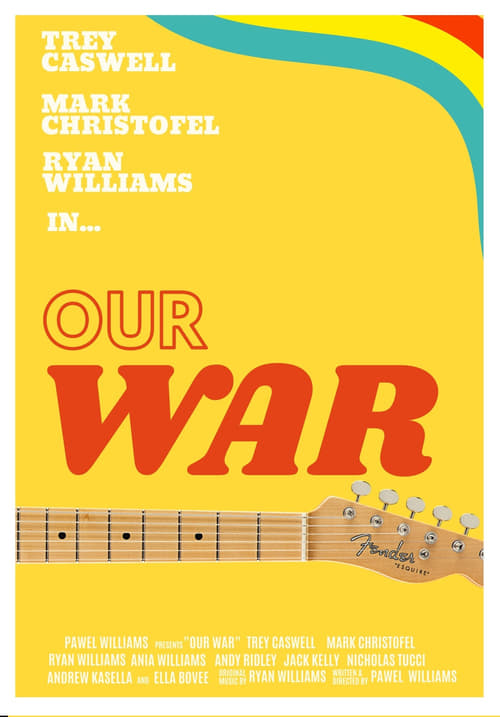 TREY
CASWELL
MARK
CHRISTOFEL
RYAN
WILLIAMS
IN...
OUR
WAR
Fender
"ESQUIRE"
PAWEL WILLIAMS PRESENTS "OUR WAR" TREY CASWELL MARK CHRISTOFEL
RYAN WILLIAMS ANIA WILLIAMS ANDY RIDLEY JACK KELLY NICHOLAS TUCCI
ANDREW KASELLA AND ELLA BOVEE ORIGINAL MUSIC BY RYAN WILLIAMS WRITTEN & DIRECTED BY PAWEL WILLIAMS